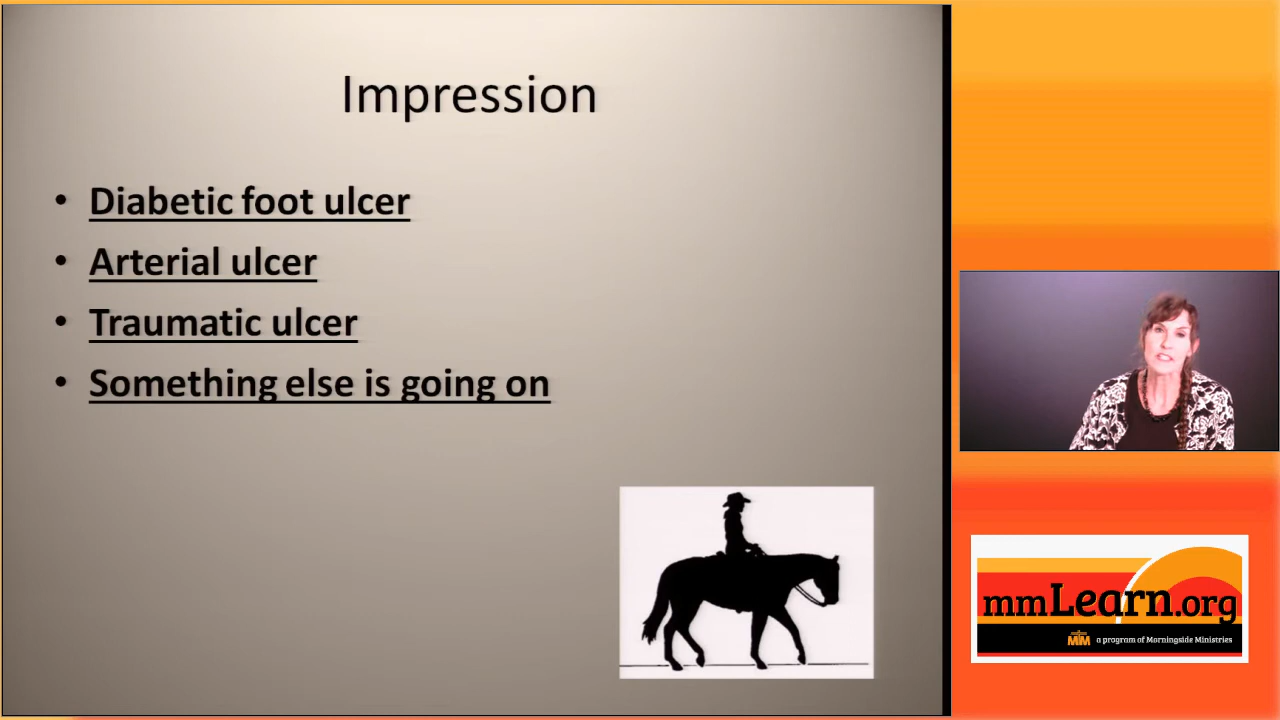 Impression
• Diabetic foot ulcer
• Arterial ulcer
• Traumatic ulcer
• Something else is going on
mmLearn.org
MM a program of Morningside Ministries